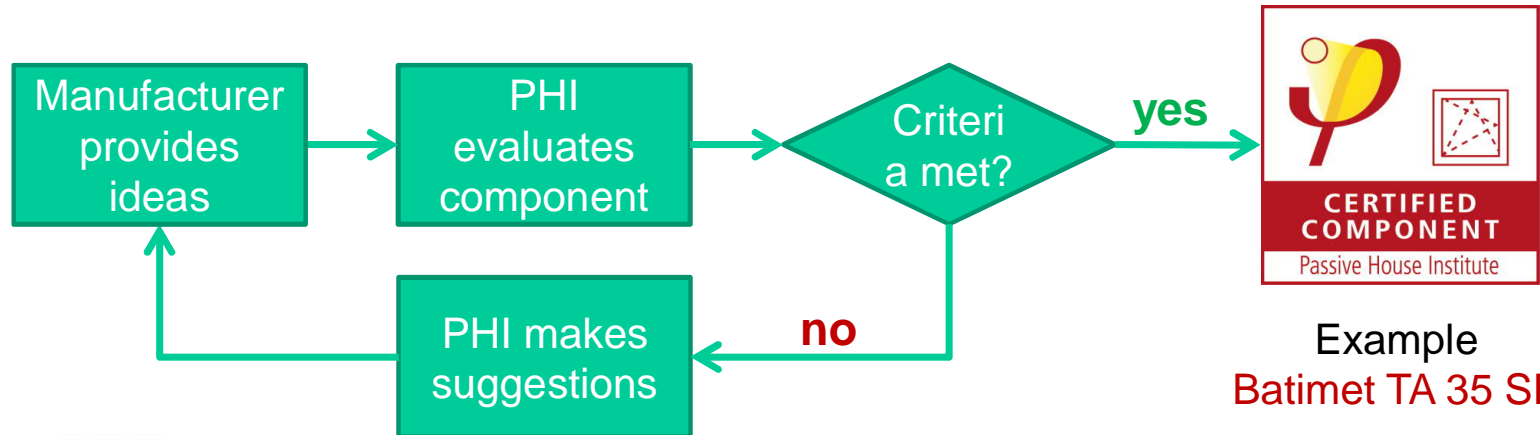 Manufacturer
provides
ideas
PHI
evaluates
component
Criteri
a met?
yes
CERTIFIED
COMPONENT
Passive House Institute
PHI makes
suggestions
no
Example
Batimet TA 35 SI